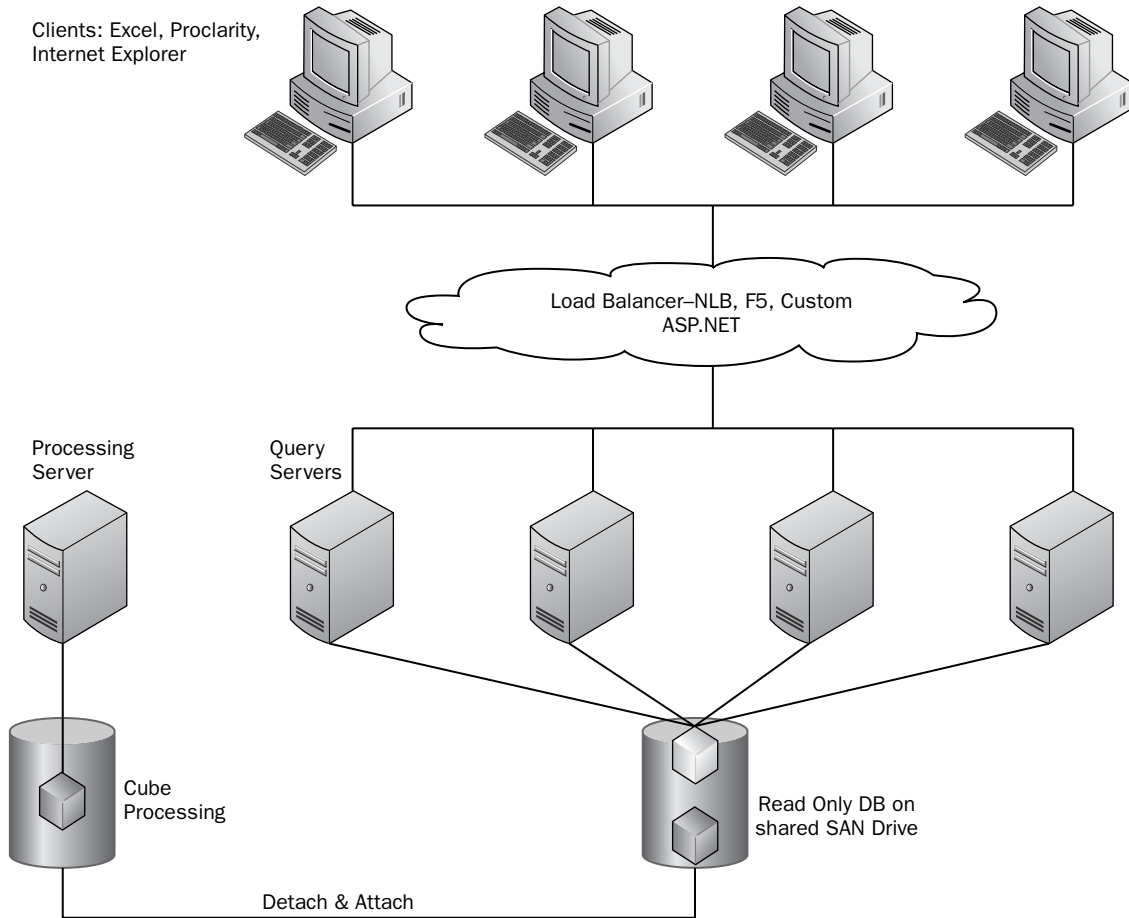 Clients: Excel, Proclarity,
Internet Explorer
Load Balancer–NLB, F5, Custom
ASP.NET
Processing
Server
Query
Servers
Cube
Processing
Read Only DB on
shared SAN Drive
Detach & Attach